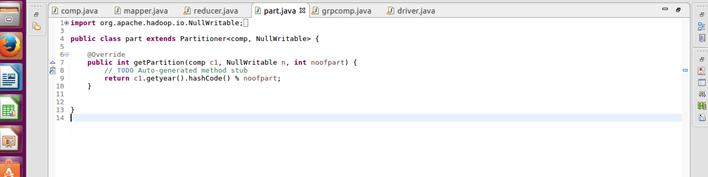 comp.java mapper.java reducer.java part.java grpcomp.java driver.java
1 import org.apache.hadoop.io.NullWritable;
3
4 public class part extends Partitioner<comp, NullWritable> {
5
6 @Override
7 public int getPartition(comp c1, NullWritable n, int noofpart) {
8 // TODO Auto-generated method stub
9 return c1.getyear().hashCode() % noofpart;
10 }
11
12
13 }
14